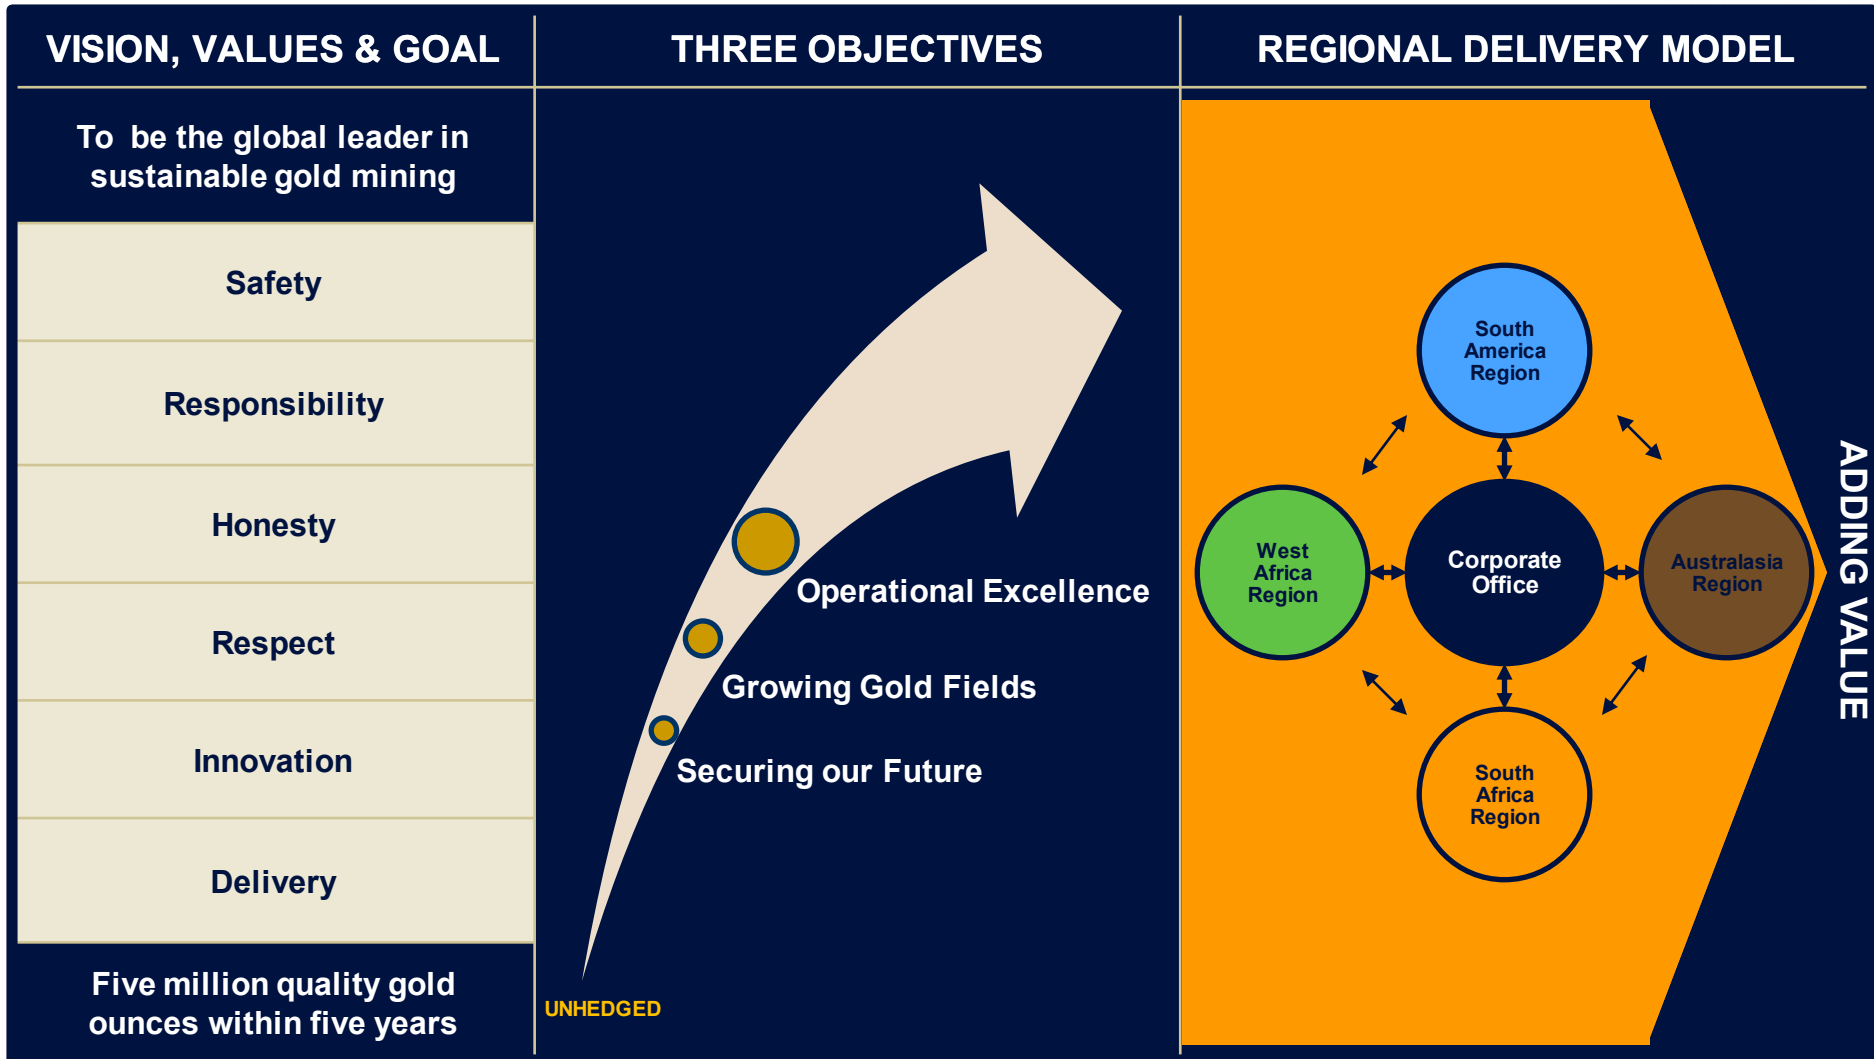 VISION, VALUES & GOAL
To be the global leader in
sustainable gold mining
Safety
Responsibility
Honesty
Respect
Innovation
Delivery
Five million quality gold
ounces within five years
THREE OBJECTIVES
Operational Excellence
Growing Gold Fields
Securing our Future
UNHEDGED
REGIONAL DELIVERY MODEL
South
America
Region
West
Africa
Region
Corporate
Office
Australasia
Region
South
Africa
Region
ADDING VALUE